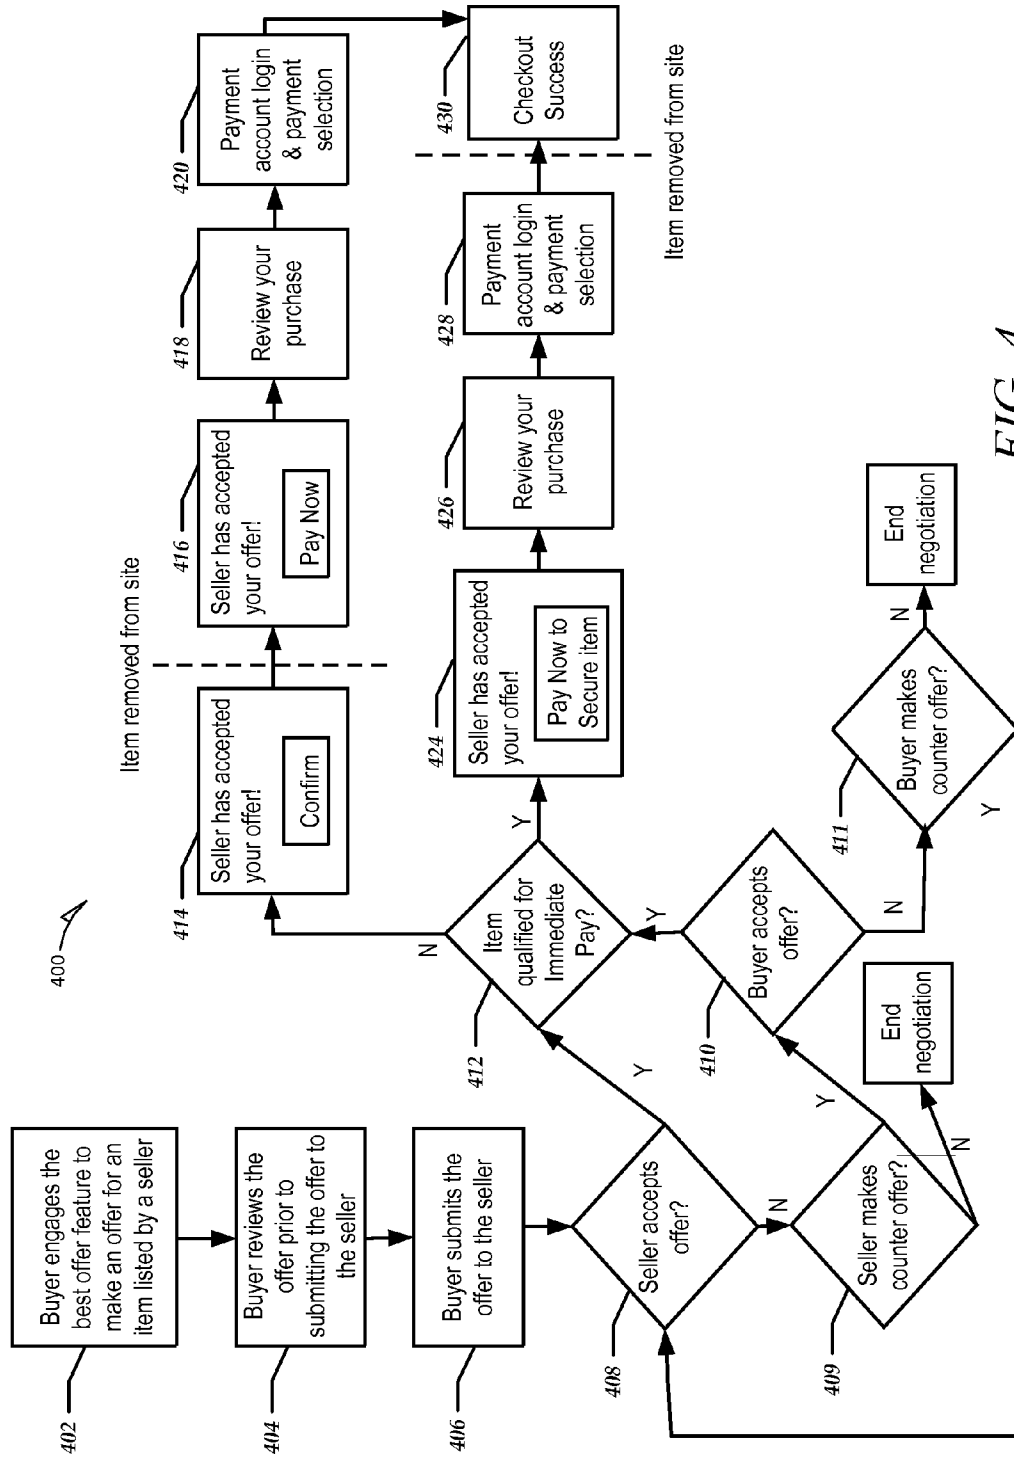 400
402
Buyer engages the
best offer feature to
make an offer for an
item listed by a seller
404
Buyer reviews the
offer prior to
submitting the offer to
the seller
406
Buyer submits the
offer to the seller
408
Seller accepts
offer?
Y
N
409
Seller makes
counter offer?
Y
N
End
negotiation
410
Buyer accepts
offer?
Y
N
411
Buyer makes
counter offer?
Y
N
End
negotiation
412
Item
qualified for
Immediate
Pay?
N
Y
414
Seller has accepted
your offer!
Confirm
Item removed from site
416
Seller has accepted
your offer!
Pay Now
418
Review your
purchase
420
Payment
account login
& payment
selection
424
Seller has accepted
your offer!
Pay Now to
Secure item
426
Review your
purchase
428
Payment
account login
& payment
selection
Item removed from site
430
Checkout
Success
FIG. 4